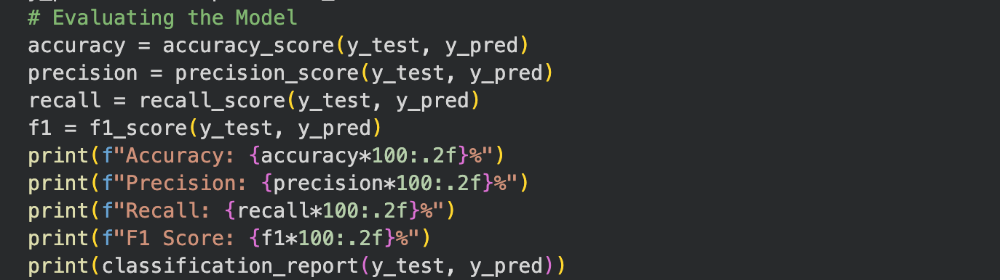 # Evaluating the Model
accuracy = accuracy_score(y_test, y_pred)
precision = precision_score(y_test, y_pred)
recall = recall_score(y_test, y_pred)
f1 = f1_score(y_test, y_pred)
print(f"Accuracy: {accuracy*100:.2f}%")
print(f"Precision: {precision*100:.2f}%")
print(f"Recall: {recall*100:.2f}%")
print(f"F1 Score: {f1*100:.2f}%")
print(classification_report(y_test, y_pred))